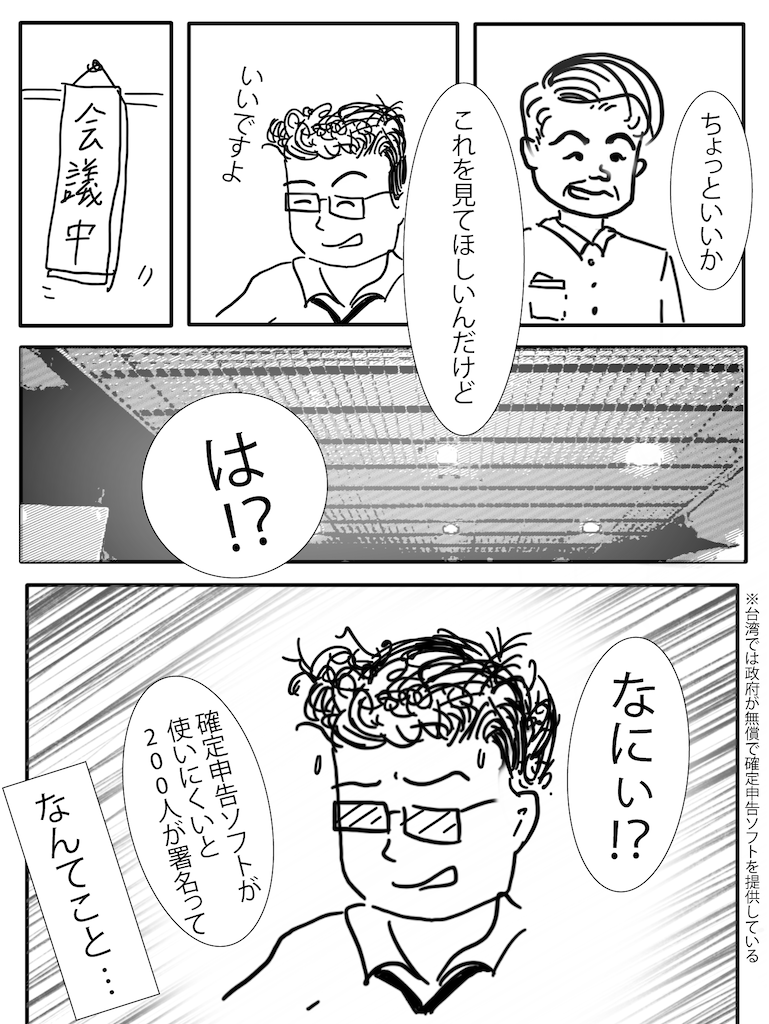 ちょっといいか
これを見てほしいんだけど
いいですよ
会議中
は!?
なにぃ!?
確定申告ソフトが
使いにくいと
200人が署名って
なんてこと…
※台湾では政府が無償で確定申告ソフトを提供している